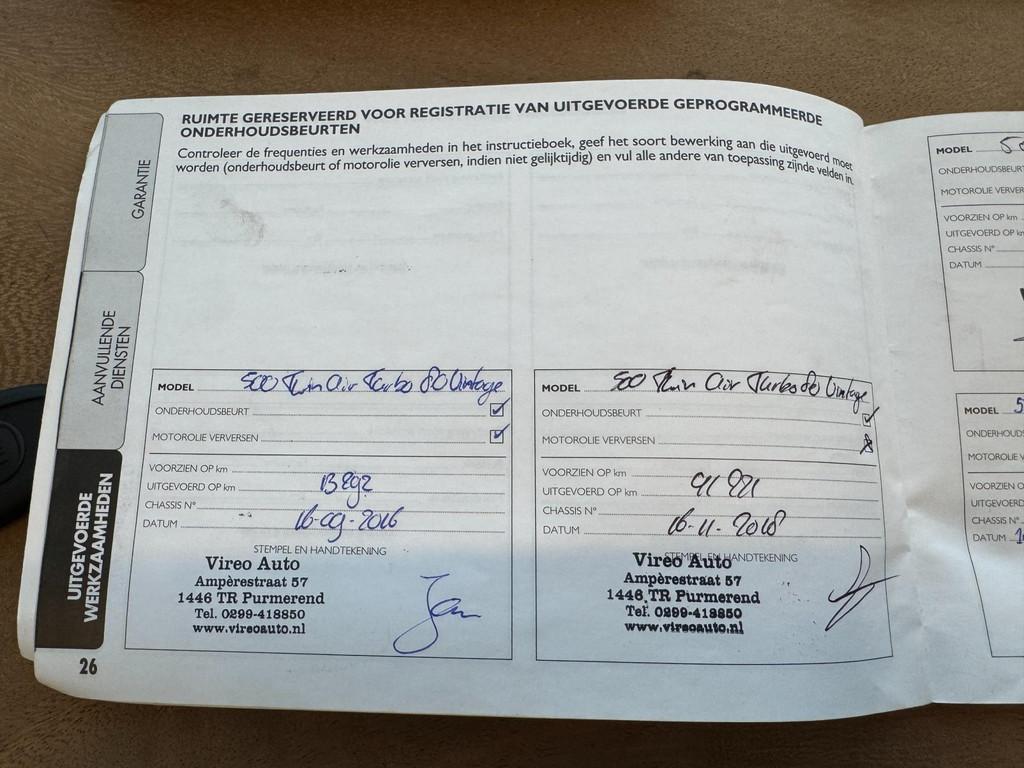 RUIMTE GERESERVEERD VOOR REGISTRATIE VAN UITGEVOERDE GEPROGRAMMEERDE
ONDERHOUDSBEURTEN
Controleer de frequenties en werkzaamheden in het instructieboek, geef het soort bewerking aan die uitgevoerd moet
worden (onderhoudsbeurt of motorolie verversen, indien niet gelijktijdig) en vul alle andere van toepassing zijnde velden in.
GARANTIE
AANVULLENDE
DIENSTEN
UITGEVOERDE
WERKZAAMHEDEN
MODEL 500 Twin Air Turbo 80 Vintage
ONDERHOUDSBEURT
MOTOROLIE VERVERSEN
VOORZIEN OP km
UITGEVOERD OP km
CHASSIS N°
DATUM 16-09-2016
STEMPEL EN HANDTEKENING
Vireo Auto
Ampèrestraat 57
1446 TR Purmerend
Tel. 0299-418850
www.vireoauto.nl
MODEL 500 Twin Air Turbo 80 Vintage
ONDERHOUDSBEURT
MOTOROLIE VERVERSEN
VOORZIEN OP km
UITGEVOERD OP km
CHASSIS N°
DATUM 16-11-2018
STEMPEL EN HANDTEKENING
Vireo Auto
Ampèrestraat 57
1446 TR Purmerend
Tel. 0299-418850
www.vireoauto.nl
26
MODEL
ONDERHOUDSBEURT
MOTOROLIE VERVER
VOORZIEN OP km
UITGEVOERD OP km
CHASSIS N°
DATUM
MODEL
ONDERHOUDS
MOTOROLIE V
VOORZIEN O
UITGEVOERD
CHASSIS N°
DATUM